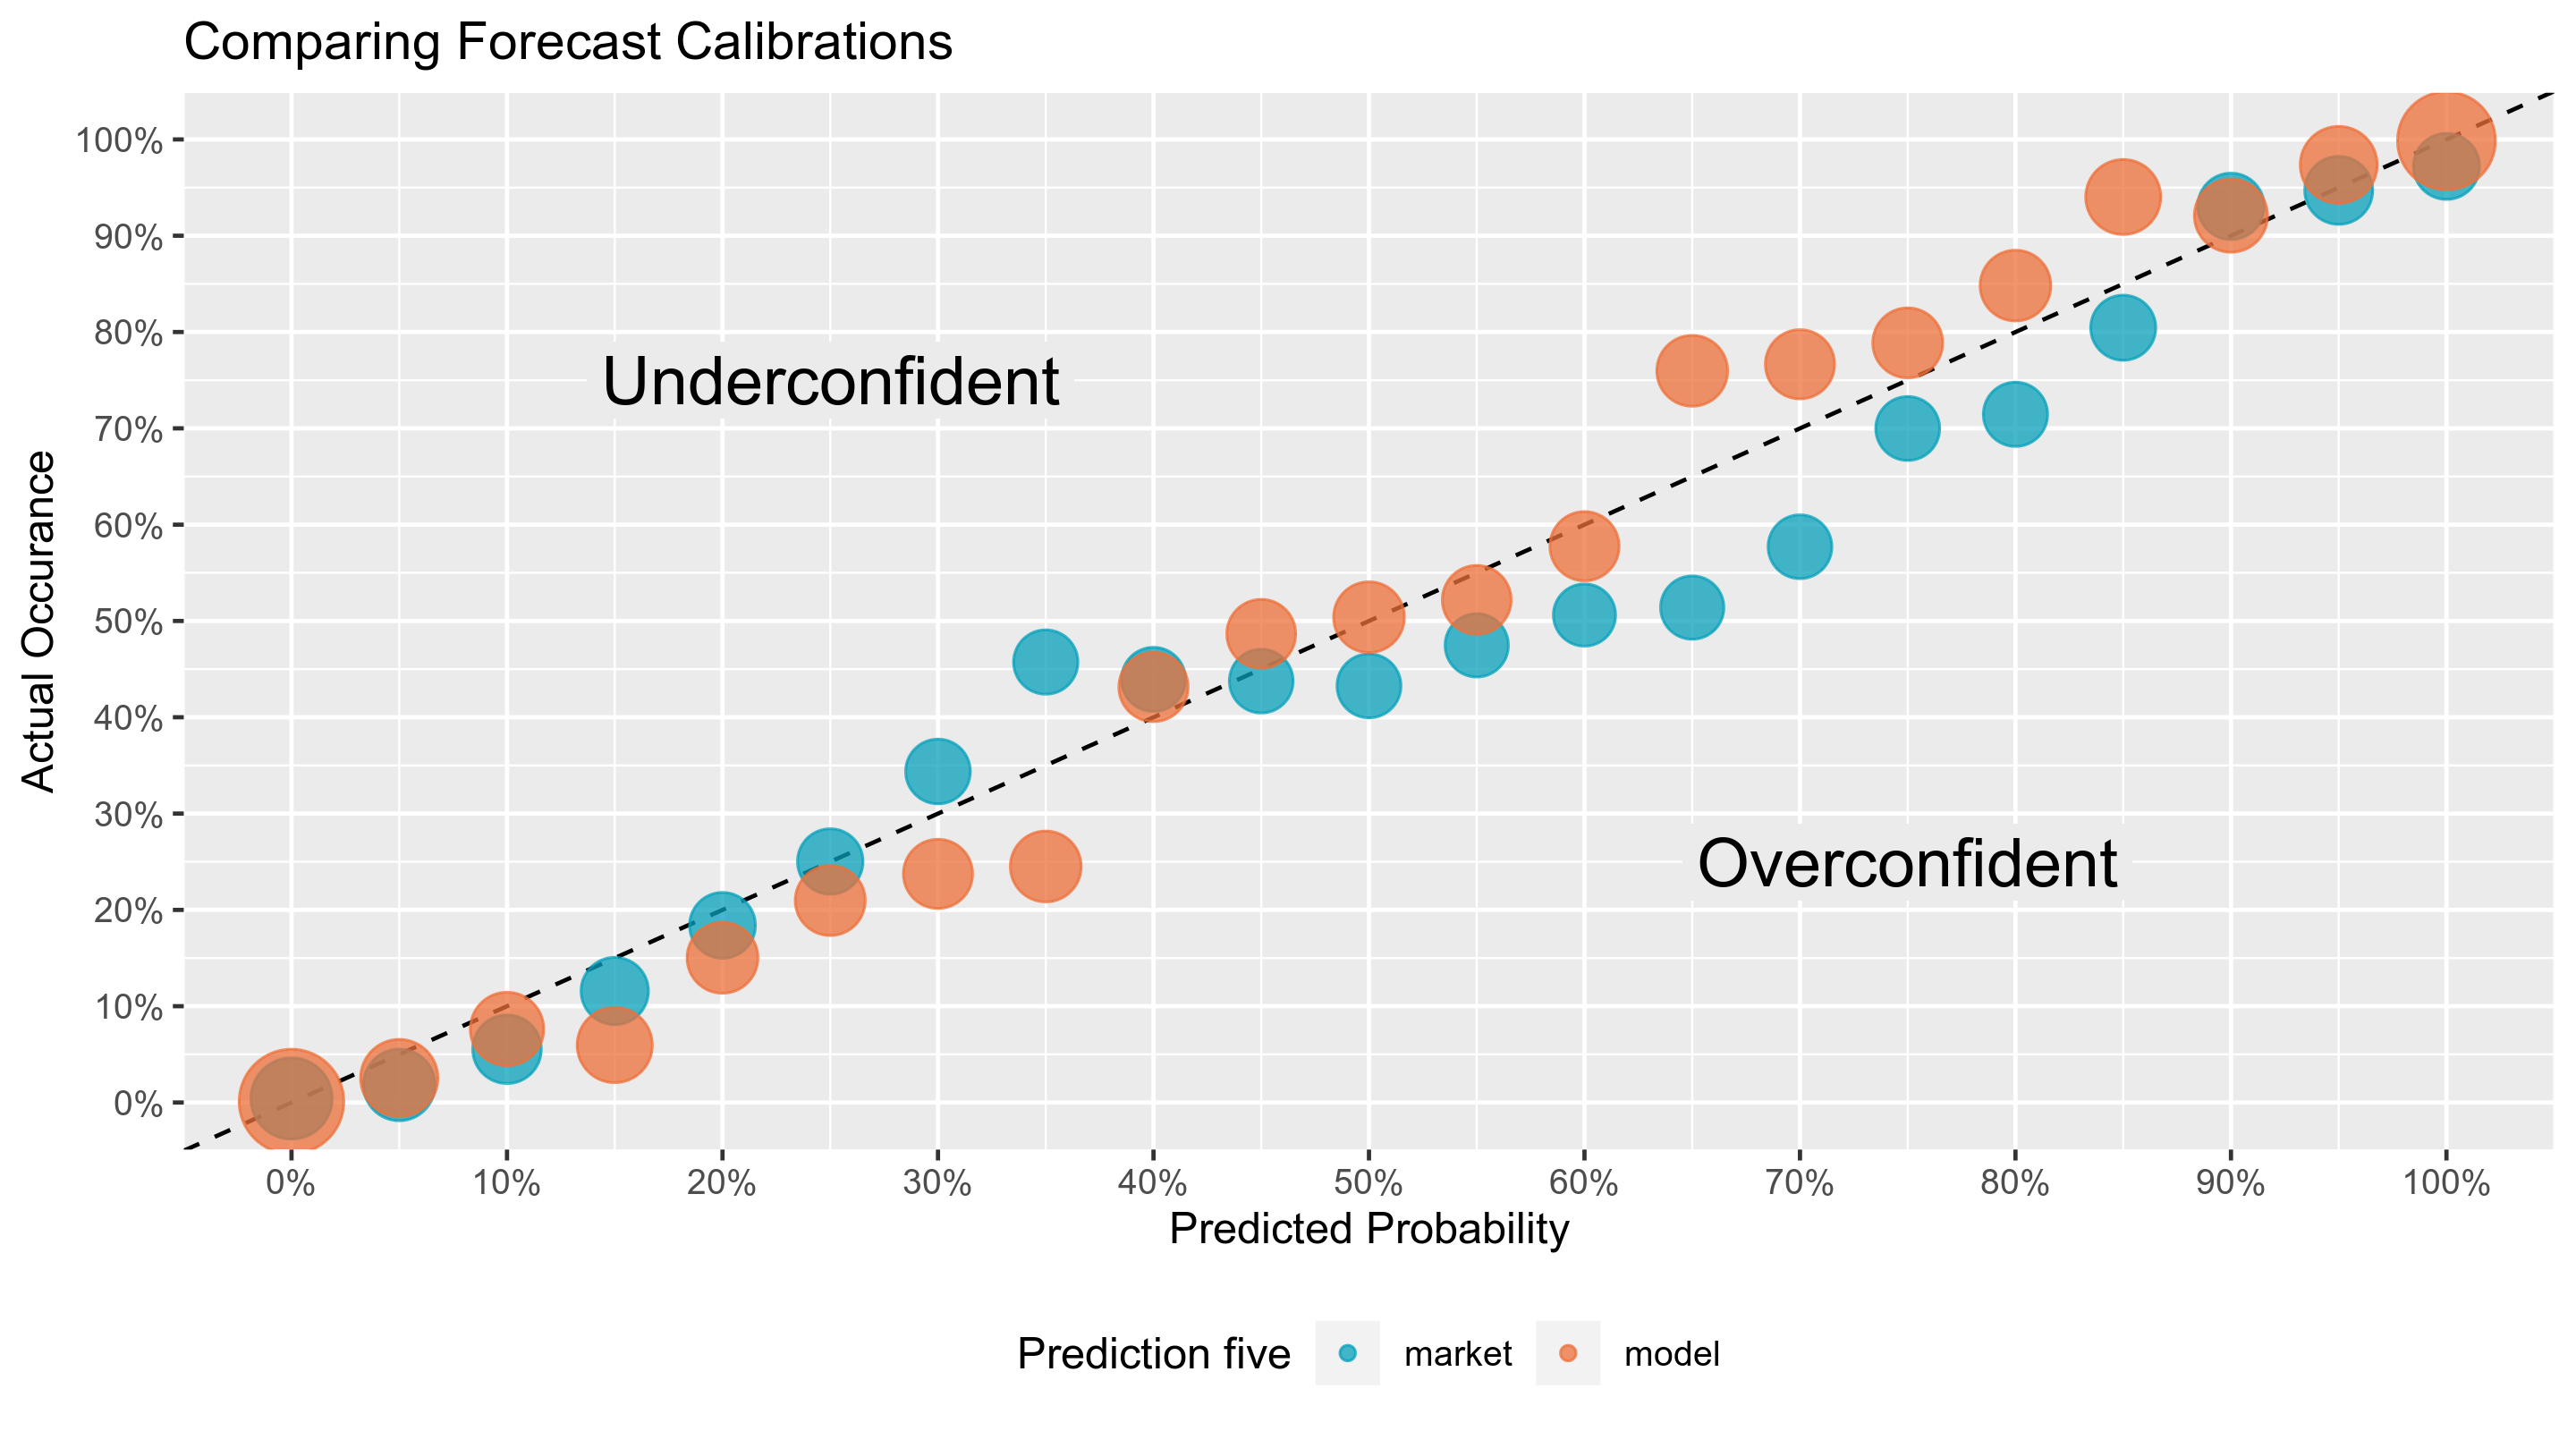 Comparing Forecast Calibrations
100%
90%
80%
70%
60%
50%
40%
30%
20%
10%
0%
Actual Occurance
Underconfident
Overconfident
0% 10% 20% 30% 40% 50% 60% 70% 80% 90% 100%
Predicted Probability
Prediction five market model